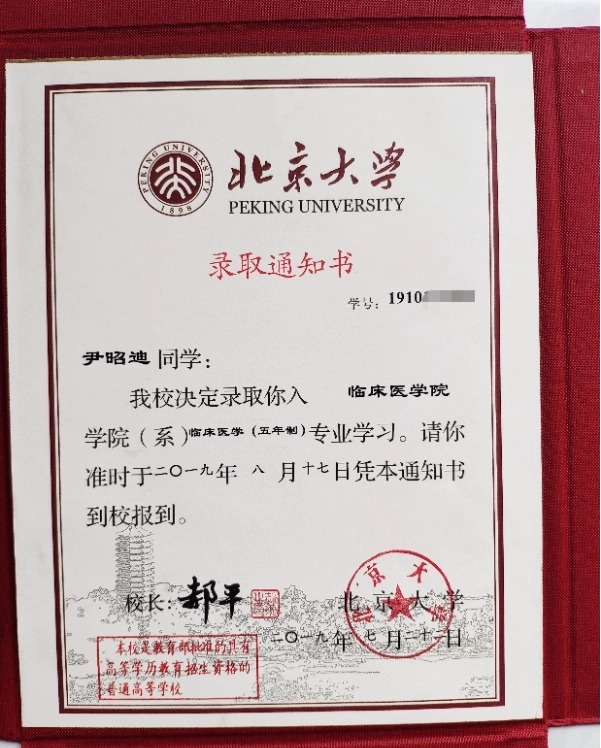 PEKING UNIVERSITY
1898
北京大学
PEKING UNIVERSITY
录取通知书
学号：1910
尹昭迪同学：
我校决定录取你入 临床医学院
学院（系）临床医学（五年制）专业学习。请你
准时于二〇一九年 八 月十七日凭本通知书
到校报到。
校长：郝平
北京大学
北京大学
二〇一九年七月二十二日
本校是教育部批准的具有
高等学历教育招生资格的
普通高等学校